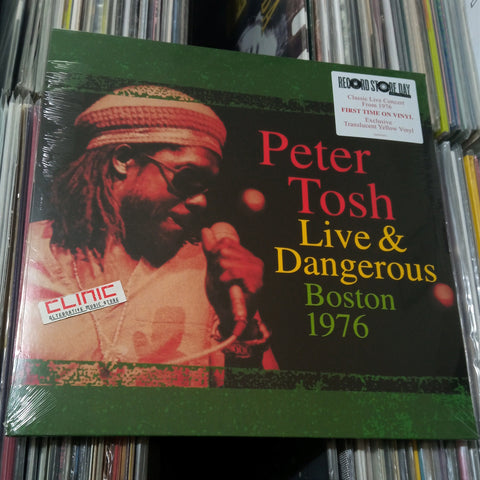 RECORD STORE DAY
Classic Live Concert
From 1976
FIRST TIME ON VINYL
Exclusive
Translucent Yellow Vinyl
Peter
Tosh
Live &
Dangerous
Boston
1976
CLINIC
ALTERNATIVE MUSIC STORE